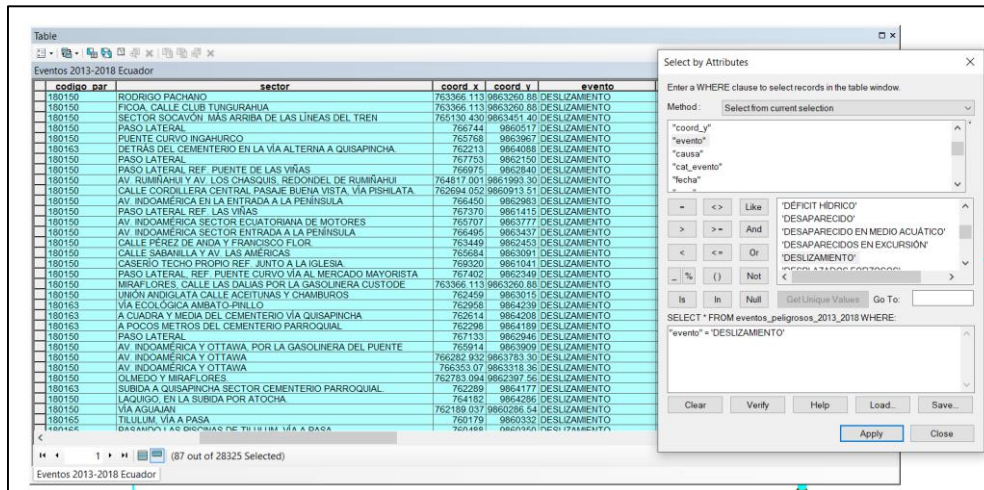 Table
Eventos 2013-2018 Ecuador
codigo_par sector coord_x coord_y evento
180150 RODRIGO PACHANO 763366.113 9863260.88 DESLIZAMIENTO
180150 FICOA, CALLE CLUB TUNGURAHUA 763366.113 9863260.88 DESLIZAMIENTO
180150 SECTOR SOCAVÓN MÁS ARRIBA DE LAS LÍNEAS DEL TREN 765130.430 9863451.40 DESLIZAMIENTO
180150 PASO LATERAL 766744 9860517 DESLIZAMIENTO
180150 PUENTE CURVO INGAHURCO 765768 9863967 DESLIZAMIENTO
180163 DETRÁS DEL CEMENTERIO EN LA VÍA ALTERNA A QUISAPINCHA. 762213 9864088 DESLIZAMIENTO
180150 PASO LATERAL 767753 9862150 DESLIZAMIENTO
180150 PASO LATERAL REF. PUENTE DE LAS VIÑAS 766975 9862840 DESLIZAMIENTO
180150 AV. RUMIÑAHUI Y AV. LOS CHASQUIS, REDONDEL DE RUMIÑAHUI 764817.001 9861993.30 DESLIZAMIENTO
180150 CALLE CORDILLERA CENTRAL PASAJE BUENA VISTA, VÍA PISHILATA. 762694.052 9860913.51 DESLIZAMIENTO
180150 AV. INDOAMÉRICA EN LA ENTRADA A LA PENÍNSULA 766450 9862983 DESLIZAMIENTO
180150 PASO LATERAL REF. LAS VIÑAS 767370 9861415 DESLIZAMIENTO
180150 AV. INDOAMÉRICA SECTOR ECUATORIANA DE MOTORES 765707 9863777 DESLIZAMIENTO
180150 AV. INDOAMÉRICA SECTOR ENTRADA A LA PENÍNSULA 766495 9863437 DESLIZAMIENTO
180150 CALLE PÉREZ DE ANDA Y FRANCISCO FLOR. 763449 9862453 DESLIZAMIENTO
180150 CALLE SABANILLA Y AV. LAS AMÉRICAS 765684 9863091 DESLIZAMIENTO
180150 CASERÍO TECHO PROPIO REF. JUNTO A LA IGLESIA. 769320 9861041 DESLIZAMIENTO
180150 PASO LATERAL, REF. PUENTE CURVO VÍA AL MERCADO MAYORISTA 767402 9862349 DESLIZAMIENTO
180150 MIRAFLORES, CALLE LAS DALIAS POR LA GASOLINERA CUSTODE 763366.113 9863260.88 DESLIZAMIENTO
180150 UNIÓN ANDIGLATA CALLE ACEITUNAS Y CHAMBUROS 762459 9863015 DESLIZAMIENTO
180163 VÍA ECOLÓGICA AMBATO-PINLLO 762958 9864239 DESLIZAMIENTO
180163 A CUADRA Y MEDIA DEL CEMENTERIO VÍA QUISAPINCHA 762614 9864208 DESLIZAMIENTO
180163 A POCOS METROS DEL CEMENTERIO PARROQUIAL 762298 9864189 DESLIZAMIENTO
180150 PASO LATERAL 767133 9862946 DESLIZAMIENTO
180150 AV. INDOAMÉRICA Y OTTAWA, POR LA GASOLINERA DEL PUENTE 765914 9863909 DESLIZAMIENTO
180150 AV. INDOAMÉRICA Y OTTAWA 766282.932 9863783.30 DESLIZAMIENTO
180150 AV. INDOAMÉRICA Y OTTAWA. 766353.07 9863318.36 DESLIZAMIENTO
180150 OLMEDO Y MIRAFLORES. 762783.094 9862397.56 DESLIZAMIENTO
180163 SUBIDA A QUISAPINCHA SECTOR CEMENTERIO PARROQUIAL. 762289 9864177 DESLIZAMIENTO
180150 LAQUIGO, EN LA SUBIDA POR ATOCHA. 764182 9864286 DESLIZAMIENTO
180150 VÍA AGUAJAN 762189.037 9860286.54 DESLIZAMIENTO
180165 TILULUM, VÍA A PASA 760179 9860332 DESLIZAMIENTO
180165 PASANDO LAS PISCINAS DE TILULUM, VÍA A PASA 760488 9860350 DESLIZAMIENTO
1
(87 out of 28325 Selected)
Eventos 2013-2018 Ecuador
Select by Attributes
Enter a WHERE clause to select records in the table window.
Method: Select from current selection
"coord_y"
"evento"
"causa"
"cat_evento"
"fecha"
= <> Like
> >= And
< <= Or
_ % () Not
Is In Null
'DÉFICIT HÍDRICO'
'DESAPARECIDO'
'DESAPARECIDO EN MEDIO ACUÁTICO'
'DESAPARECIDOS EN EXCURSIÓN'
'DESLIZAMIENTO'
'DESPLAZADOS FORZOSOS'
Get Unique Values Go To:
SELECT * FROM eventos_peligrosos_2013_2018 WHERE:
"evento" = 'DESLIZAMIENTO'
Clear Verify Help Load... Save...
Apply Close